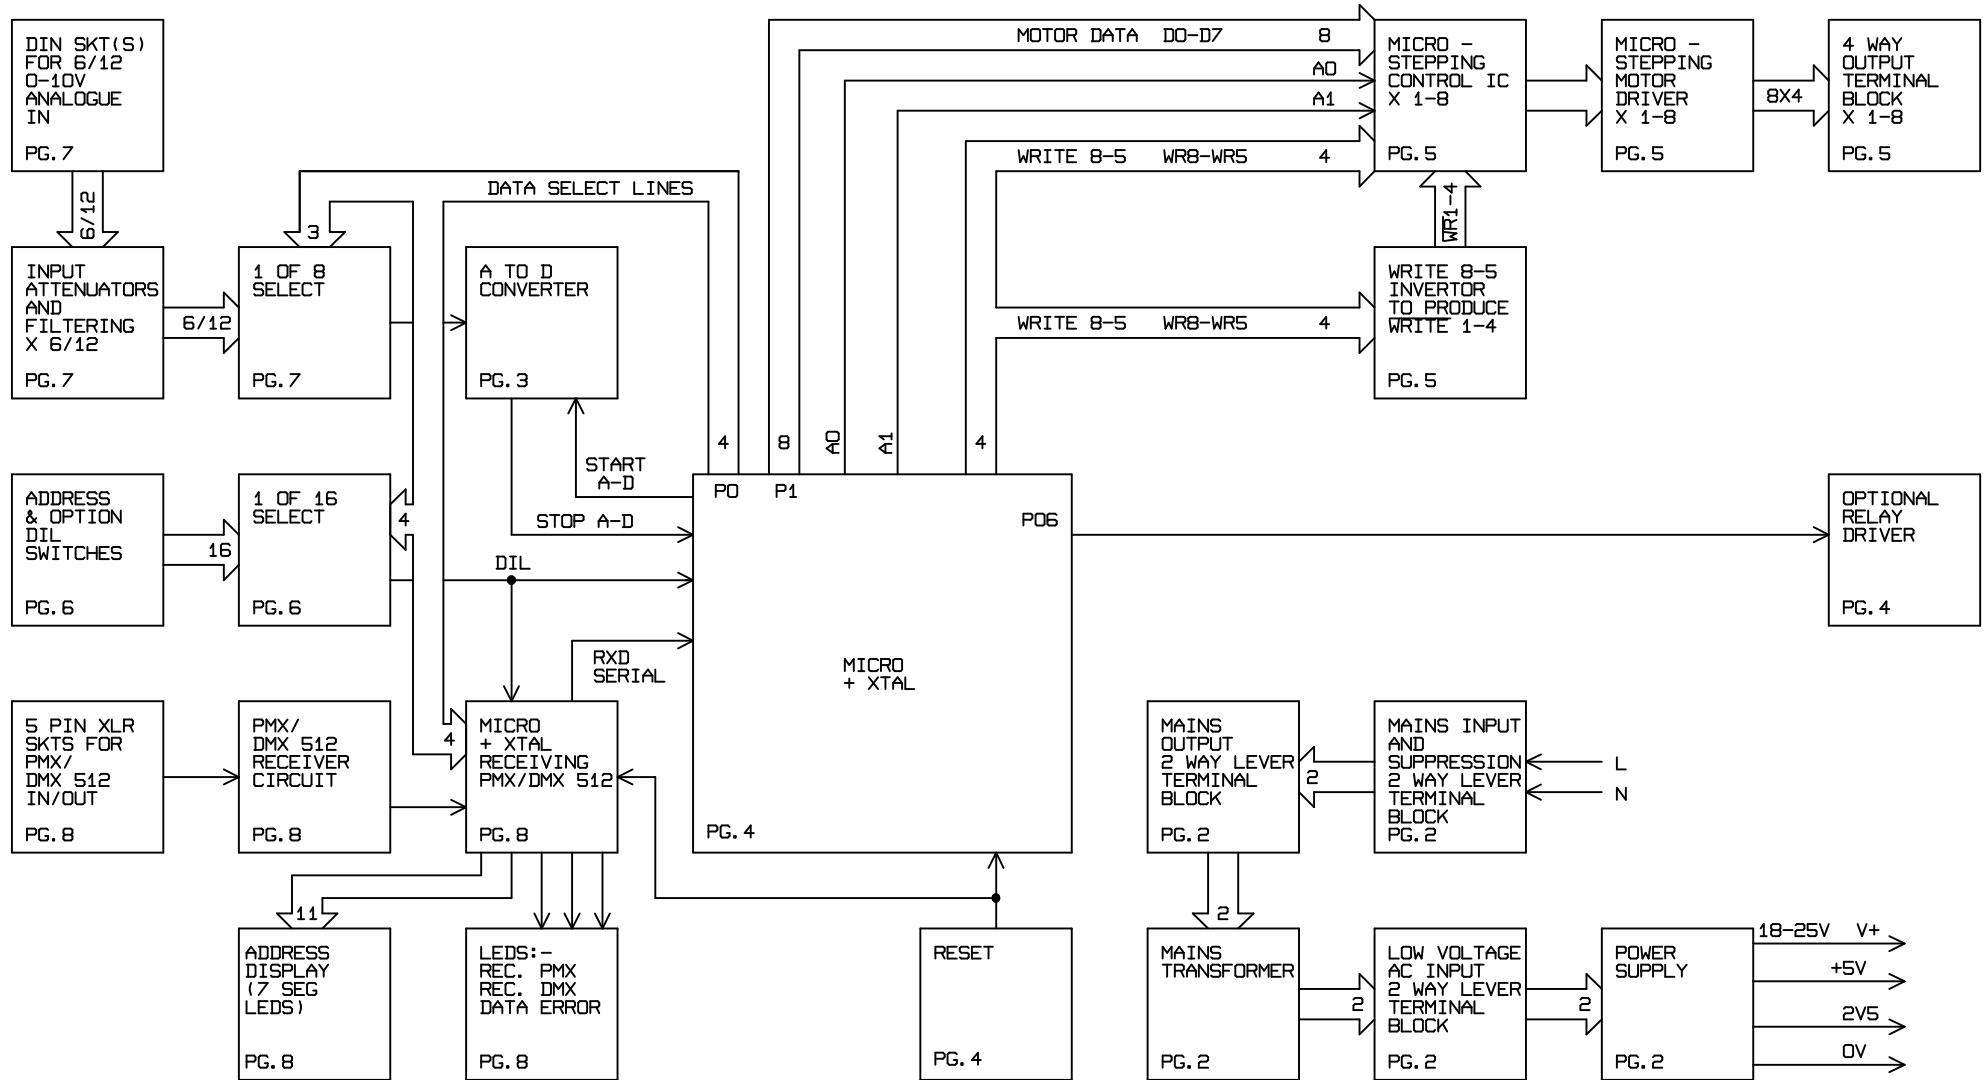 DIN SKT(S)
FOR 6/12
0-10V
ANALOGUE
IN
PG.7
6/12
INPUT
ATTENUATORS
AND
FILTERING
X 6/12
PG.7
6/12
3
1 OF 8
SELECT
PG.7
DATA SELECT LINES
A TO D
CONVERTER
PG.3
START
A-D
STOP A-D
4
8
A0
A1
4
MOTOR DATA D0-D7 8
A0
A1
WRITE 8-5 WR8-WR5 4
WRITE 8-5 WR8-WR5 4
MICRO -
STEPPING
CONTROL IC
X 1-8
PG.5
MICRO -
STEPPING
MOTOR
DRIVER
X 1-8
PG.5
8X4
4 WAY
OUTPUT
TERMINAL
BLOCK
X 1-8
PG.5
WR1-4
WRITE 8-5
INVERTOR
TO PRODUCE
WRITE 1-4
PG.5
ADDRESS
& OPTION
DIL
SWITCHES
PG.6
16
1 OF 16
SELECT
PG.6
4
DIL
P0
P1
P06
MICRO
+ XTAL
PG.4
OPTIONAL
RELAY
DRIVER
PG.4
RXD
SERIAL
5 PIN XLR
SKTS FOR
PMX/
DMX 512
IN/OUT
PG.8
PMX/
DMX 512
RECEIVER
CIRCUIT
PG.8
4
MICRO
+ XTAL
RECEIVING
PMX/DMX 512
PG.8
MAINS
OUTPUT
2 WAY LEVER
TERMINAL
BLOCK
PG.2
2
MAINS INPUT
AND
SUPPRESSION
2 WAY LEVER
TERMINAL
BLOCK
PG.2
L
N
11
ADDRESS
DISPLAY
(7 SEG
LEDS)
PG.8
LEDS:-
REC. PMX
REC. DMX
DATA ERROR
PG.8
RESET
PG.4
2
MAINS
TRANSFORMER
PG.2
2
LOW VOLTAGE
AC INPUT
2 WAY LEVER
TERMINAL
BLOCK
PG.2
2
POWER
SUPPLY
PG.2
18-25V V+
+5V
2V5
0V